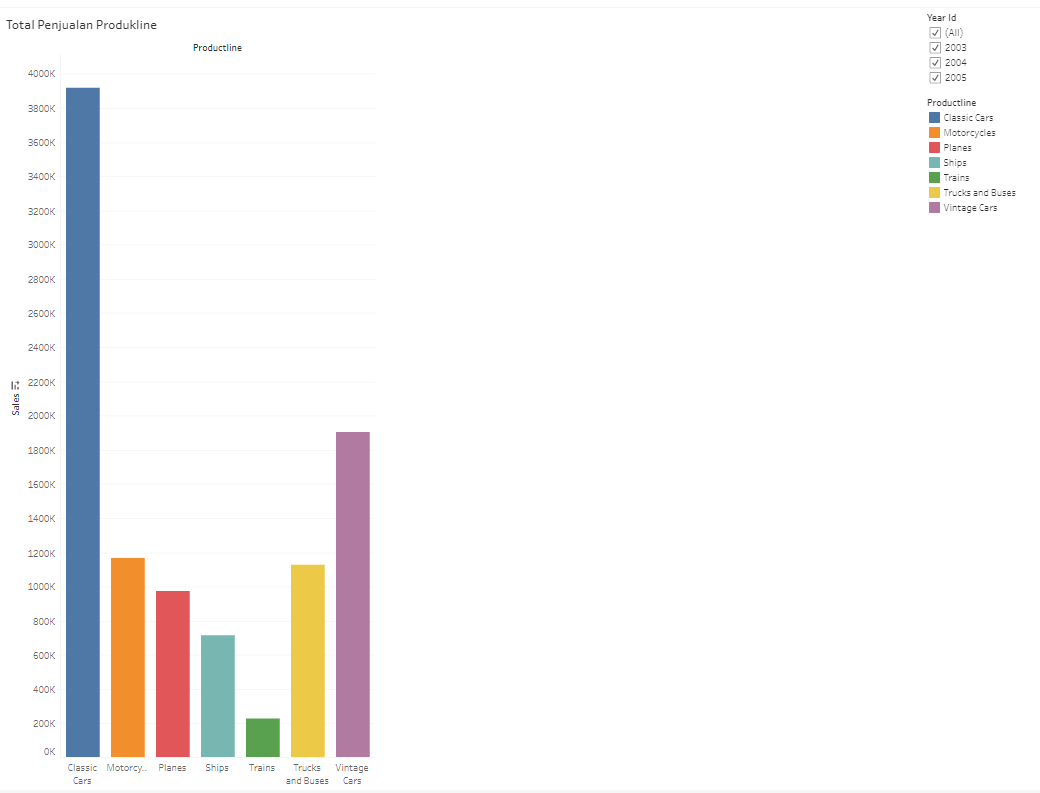 Total Penjualan Produkline
Productline
4000K
3800K
3600K
3400K
3200K
3000K
2800K
2600K
2400K
2200K
2000K
1800K
1600K
1400K
1200K
1000K
800K
600K
400K
200K
0K
Sales
Classic Cars
Motorcy..
Planes
Ships
Trains
Trucks and Buses
Vintage Cars
Year Id
(All)
2003
2004
2005
Productline
Classic Cars
Motorcycles
Planes
Ships
Trains
Trucks and Buses
Vintage Cars